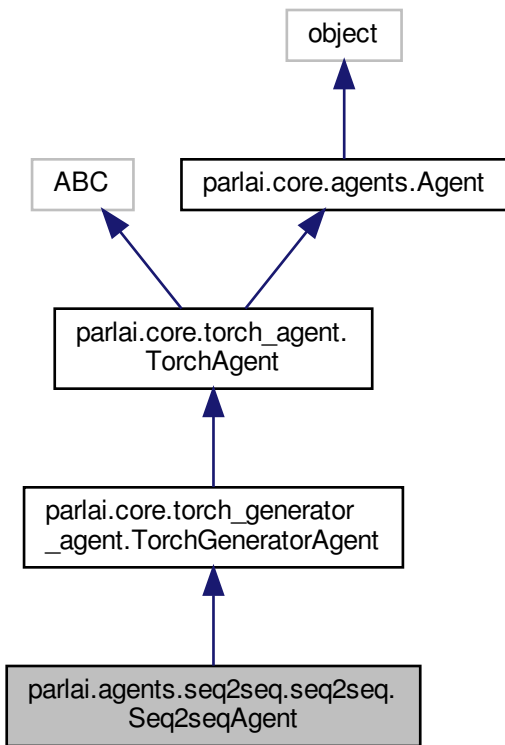 object
ABC
parlai.core.agents.Agent
parlai.core.torch_agent.
TorchAgent
parlai.core.torch_generator
_agent.TorchGeneratorAgent
parlai.agents.seq2seq.seq2seq.
Seq2seqAgent